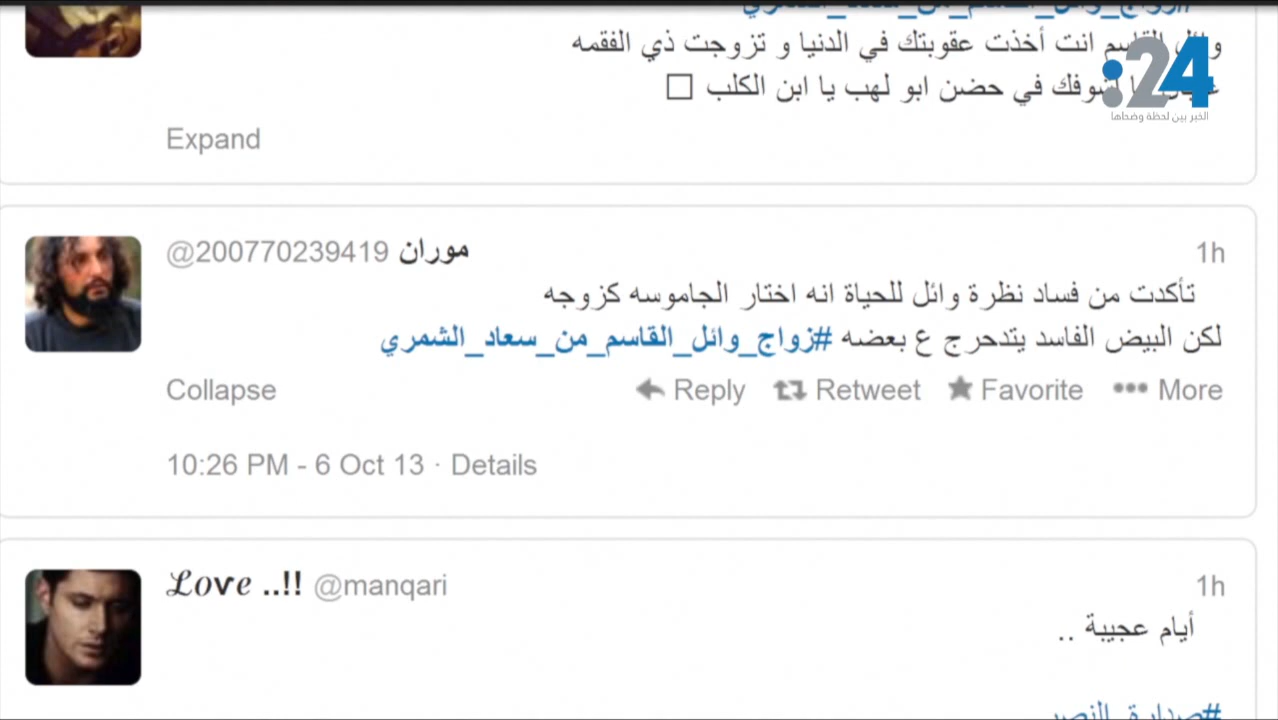 #زواج_وائل_القاسم_من_سعاد_الشمري
وائل القاسم انت أخذت عقوبتك في الدنيا و تزوجت ذي الفقمه
أشوفك في حضن ابو لهب يا ابن الكلب
:24
الخبر بين لحظة وضحاها
Expand
موران @200770239419
1h
تأكدت من فساد نظرة وائل للحياة انه اختار الجاموسه كزوجه
لكن البيض الفاسد يتدحرج ع بعضه #زواج_وائل_القاسم_من_سعاد_الشمري
Collapse Reply Retweet Favorite More
10:26 PM - 6 Oct 13 · Details
Love ..!! @manqari
1h
أيام عجيبة ..
#صدارة_النصر